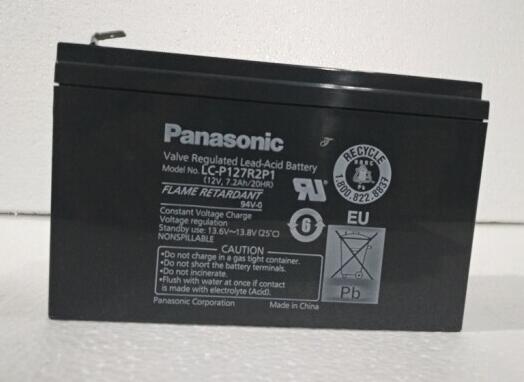 Panasonic
Valve Regulated Lead-Acid Battery
Model No. LC-P127R2P1
(12V, 7.2Ah/20HR)
FLAME RETARDANT
94V-0
Constant Voltage Charge
Voltage regulation
Standby use: 13.6V~13.8V (25℃)
NONSPILLABLE
CAUTION
•Do not charge in a gas tight container.
•Do not short the battery terminals.
•Do not incinerate.
•Flush with water at once if contact
is made with electrolyte (Acid).
Panasonic Corporation
Made in China
RECYCLE
Pb
1.800.822.8837
6
EU
Pb